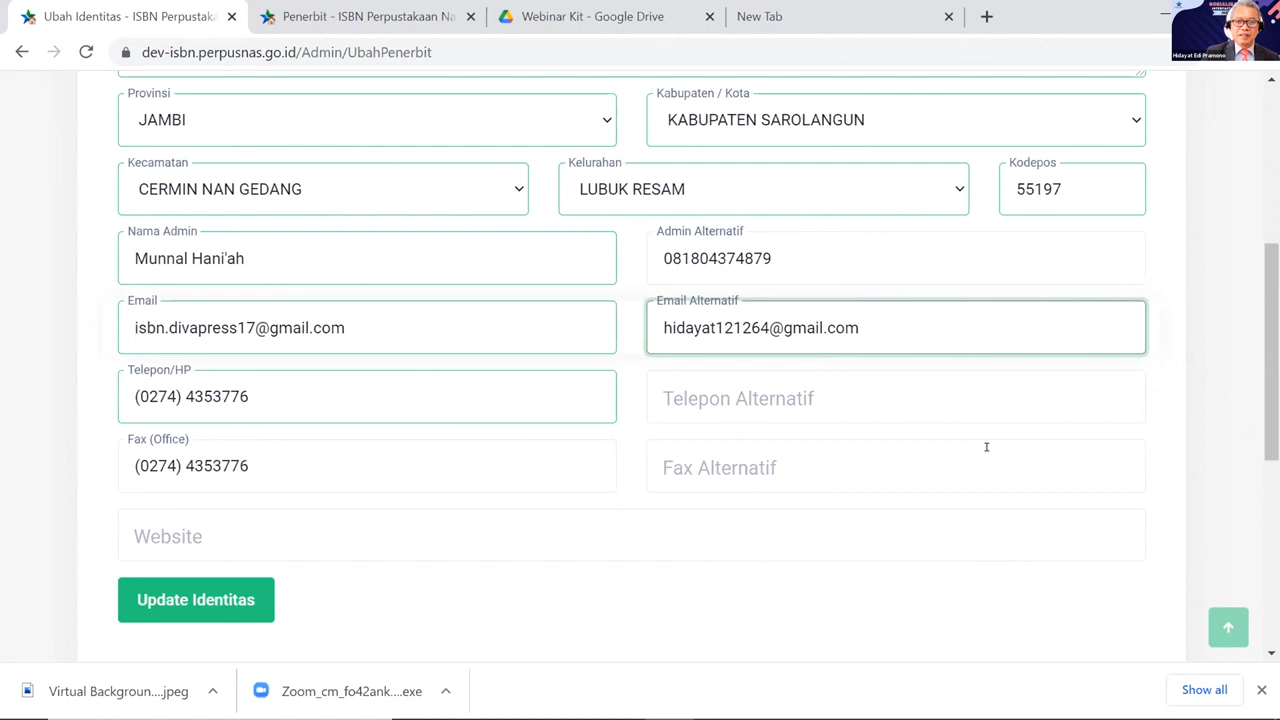 Ubah Identitas - ISBN Perpustaka
Penerbit - ISBN Perpustakaan Na
Webinar Kit - Google Drive
New Tab
dev-isbn.perpusnas.go.id/Admin/UbahPenerbit
Hidayat Edi Pramono
Provinsi
JAMBI
Kabupaten / Kota
KABUPATEN SAROLANGUN
Kecamatan
CERMIN NAN GEDANG
Kelurahan
LUBUK RESAM
Kodepos
55197
Nama Admin
Munnal Hani'ah
Admin Alternatif
081804374879
Email
isbn.divapress17@gmail.com
Email Alternatif
hidayat121264@gmail.com
Telepon/HP
(0274) 4353776
Telepon Alternatif
Fax (Office)
(0274) 4353776
Fax Alternatif
Website
Update Identitas
Virtual Backgroun....jpeg
Zoom_cm_fo42ank....exe
Show all